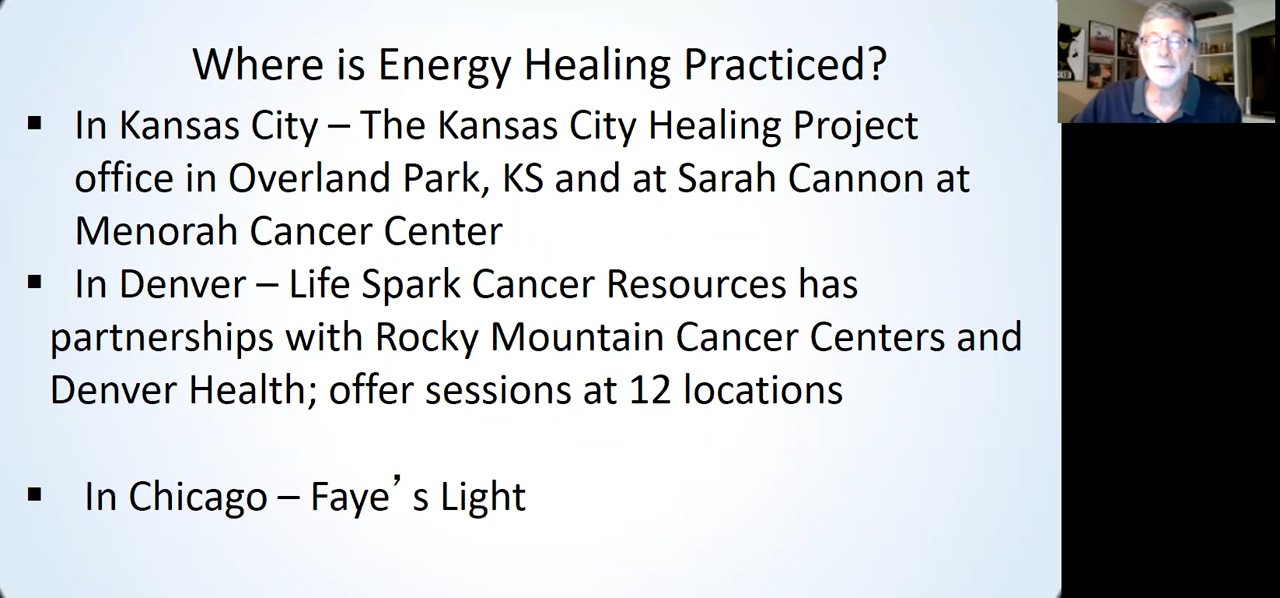 Where is Energy Healing Practiced?
▪ In Kansas City – The Kansas City Healing Project
office in Overland Park, KS and at Sarah Cannon at
Menorah Cancer Center
▪ In Denver – Life Spark Cancer Resources has
partnerships with Rocky Mountain Cancer Centers and
Denver Health; offer sessions at 12 locations
▪ In Chicago – Faye’s Light